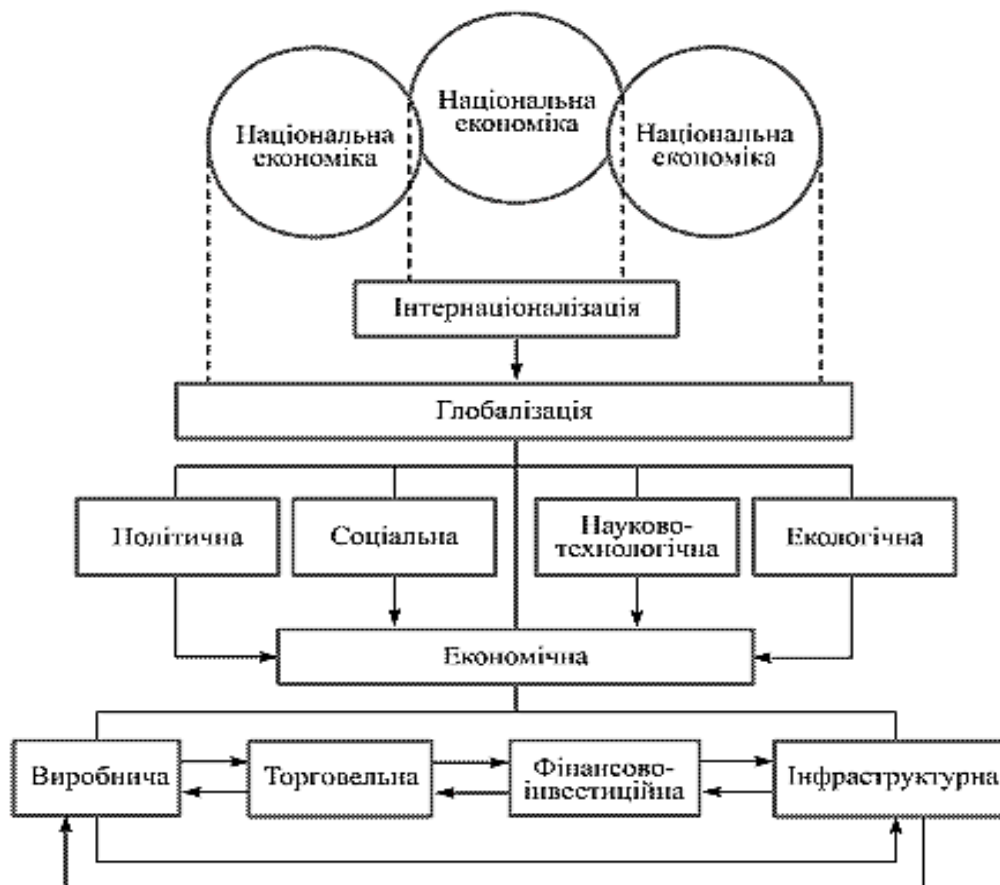 Національна
економіка
Національна
економіка
Національна
економіка
Інтернаціоналізація
Глобалізація
Політична
Соціальна
Науково-
технологічна
Екологічна
Економічна
Виробнича
Торговельна
Фінансово-
інвестиційна
Інфраструктурна